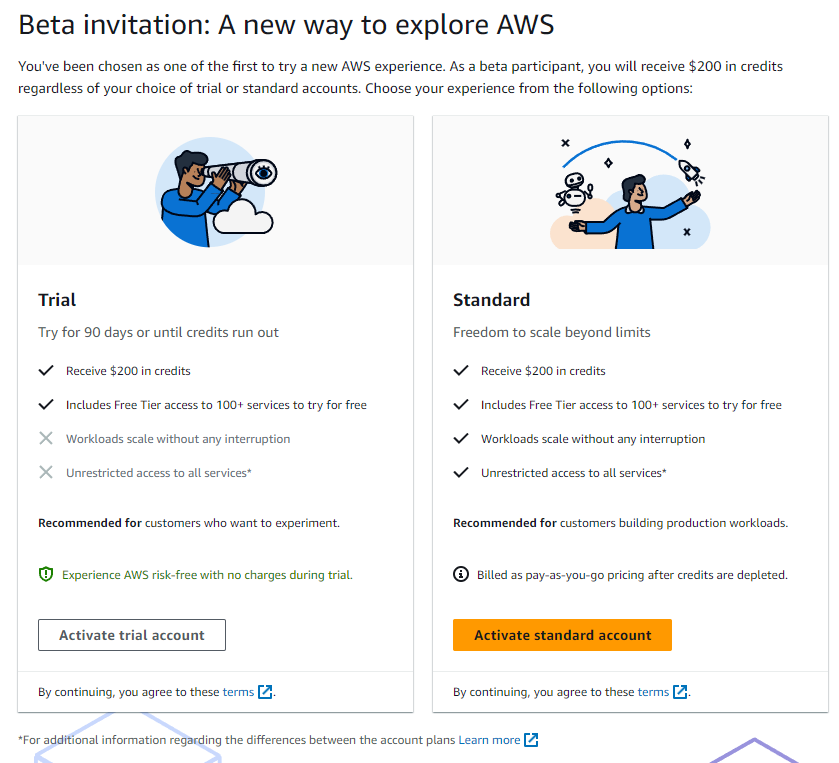 Beta invitation: A new way to explore AWS
You've been chosen as one of the first to try a new AWS experience. As a beta participant, you will receive $200 in credits
regardless of your choice of trial or standard accounts. Choose your experience from the following options:
Trial
Try for 90 days or until credits run out
Receive $200 in credits
Includes Free Tier access to 100+ services to try for free
Workloads scale without any interruption
Unrestricted access to all services*
Recommended for customers who want to experiment.
Experience AWS risk-free with no charges during trial.
Activate trial account
By continuing, you agree to these terms.
Standard
Freedom to scale beyond limits
Receive $200 in credits
Includes Free Tier access to 100+ services to try for free
Workloads scale without any interruption
Unrestricted access to all services*
Recommended for customers building production workloads.
Billed as pay-as-you-go pricing after credits are depleted.
Activate standard account
By continuing, you agree to these terms.
*For additional information regarding the differences between the account plans Learn more